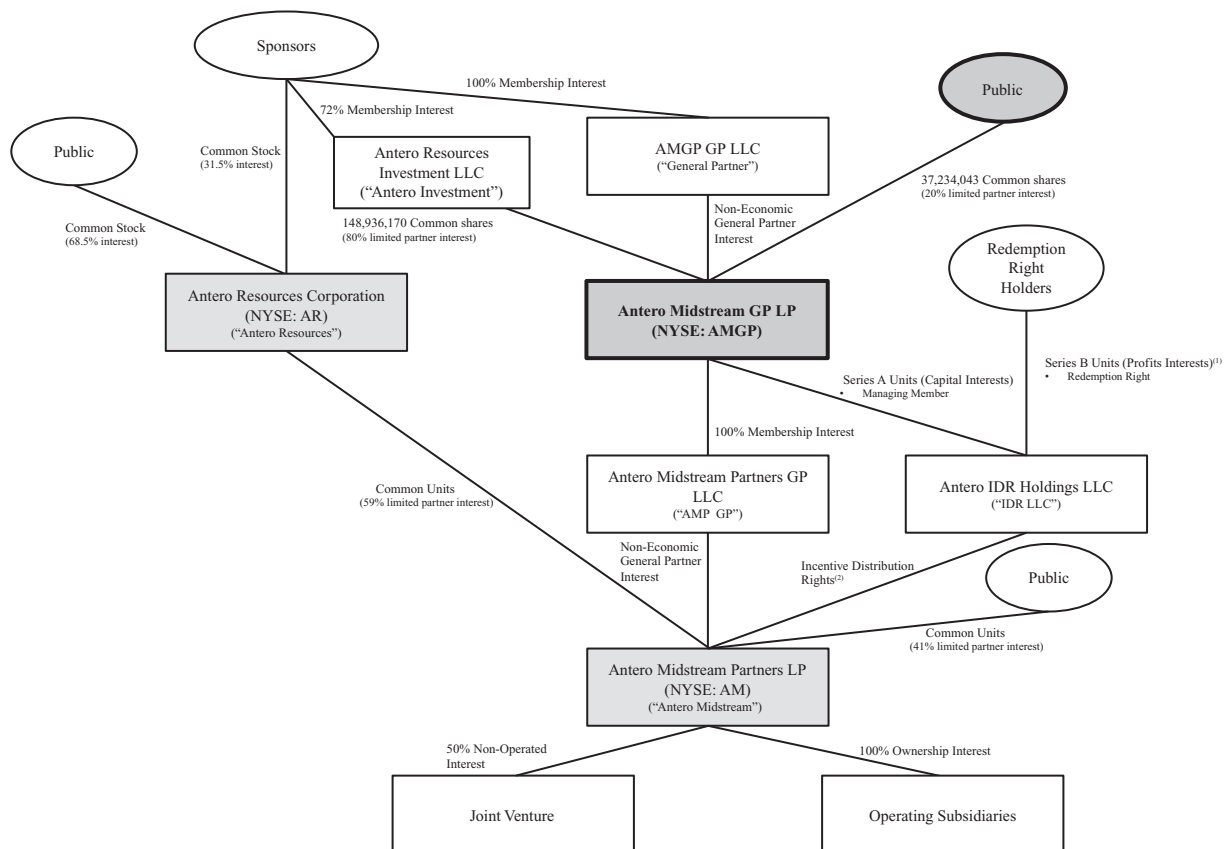 Sponsors
100% Membership Interest
72% Membership Interest
Public
Public
Common Stock
(31.5% interest)
Antero Resources
Investment LLC
(“Antero Investment”)
AMGP GP LLC
(“General Partner”)
37,234,043 Common shares
(20% limited partner interest)
Common Stock
(68.5% interest)
148,936,170 Common shares
(80% limited partner interest)
Non-Economic
General Partner
Interest
Redemption
Right
Holders
Antero Resources Corporation
(NYSE: AR)
(“Antero Resources”)
Antero Midstream GP LP
(NYSE: AMGP)
Series A Units (Capital Interests)
• Managing Member
Series B Units (Profits Interests)(1)
• Redemption Right
100% Membership Interest
Common Units
(59% limited partner interest)
Antero Midstream Partners GP
LLC
(“AMP GP”)
Antero IDR Holdings LLC
(“IDR LLC”)
Non-Economic
General Partner
Interest
Incentive Distribution
Rights(2)
Public
Common Units
(41% limited partner interest)
Antero Midstream Partners LP
(NYSE: AM)
(“Antero Midstream”)
50% Non-Operated
Interest
100% Ownership Interest
Joint Venture
Operating Subsidiaries